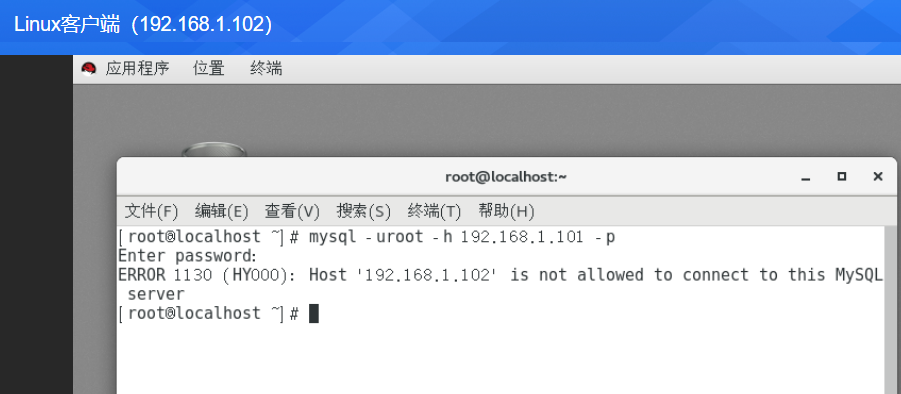 Linux客户端（192.168.1.102）
应用程序 位置 终端
root@localhost:~
文件(F) 编辑(E) 查看(V) 搜索(S) 终端(T) 帮助(H)
[root@localhost ~]# mysql -uroot -h 192.168.1.101 -p
Enter password:
ERROR 1130 (HY000): Host '192.168.1.102' is not allowed to connect to this MySQL
server
[root@localhost ~]#